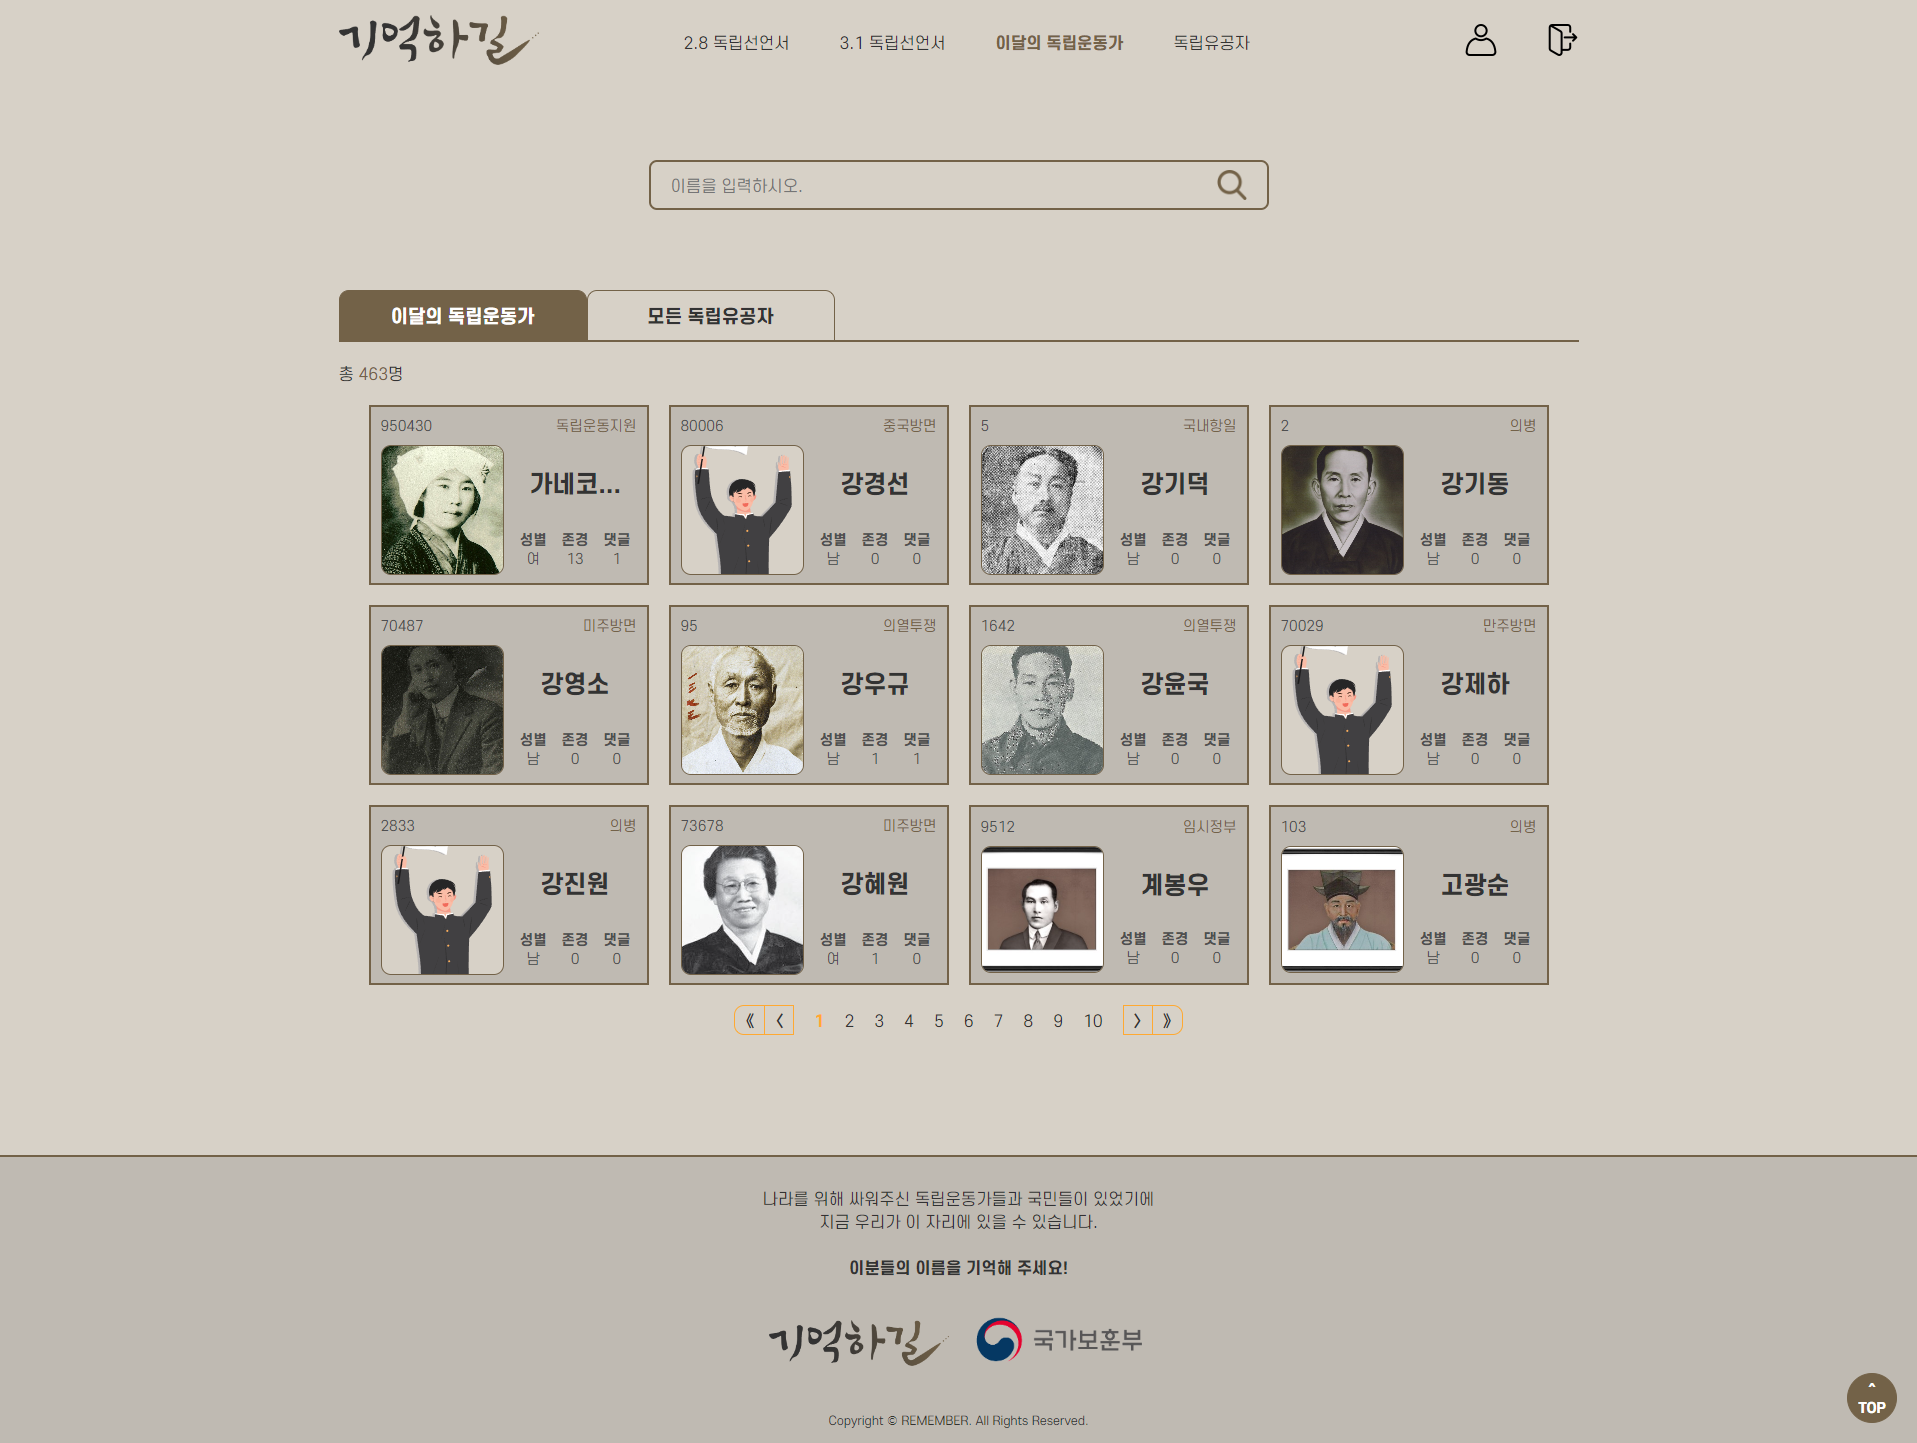 기억하길
2.8 독립선언서
3.1 독립선언서
이달의 독립운동가
독립유공자
이름을 입력하시오.
이달의 독립운동가
모든 독립유공자
총 463명
950430 독립운동지원
가네코...
성별 존경 댓글
여 13 1
80006 중국방면
강경선
성별 존경 댓글
남 0 0
5 국내항일
강기덕
성별 존경 댓글
남 0 0
2 의병
강기동
성별 존경 댓글
남 0 0
70487 미주방면
강영소
성별 존경 댓글
남 0 0
95 의열투쟁
강우규
성별 존경 댓글
남 1 1
1642 의열투쟁
강윤국
성별 존경 댓글
남 0 0
70029 만주방면
강제하
성별 존경 댓글
남 0 0
2833 의병
강진원
성별 존경 댓글
남 0 0
73678 미주방면
강혜원
성별 존경 댓글
여 1 0
9512 임시정부
계봉우
성별 존경 댓글
남 0 0
103 의병
고광순
성별 존경 댓글
남 0 0
《 〈 1 2 3 4 5 6 7 8 9 10 〉 》
나라를 위해 싸워주신 독립운동가들과 국민들이 있었기에
지금 우리가 이 자리에 있을 수 있습니다.
이분들의 이름을 기억해 주세요!
기억하길 국가보훈부
Copyright © REMEMBER. All Rights Reserved.
TOP